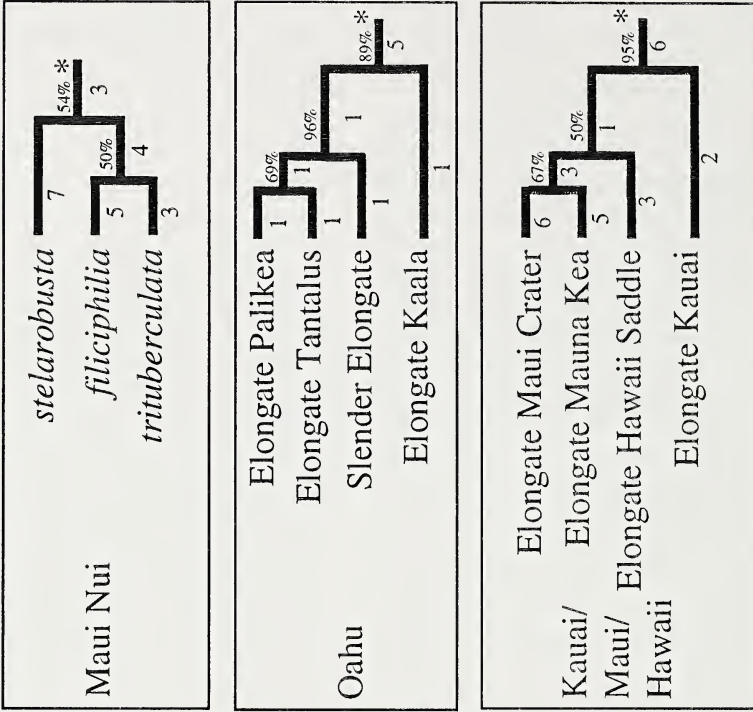 Maui Nui
stelarobusta
filiciphilia
trituberculata
7
5
3
50%
4
54%
*
3
Oahu
Elongate Palikea
Elongate Tantalus
Slender Elongate
Elongate Kaala
1
1
1
1
69%
1
96%
1
89%
*
5
Kauai/
Maui/
Hawaii
Elongate Maui Crater
Elongate Mauna Kea
Elongate Hawaii Saddle
Elongate Kauai
6
5
3
2
67%
3
50%
1
95%
*
6